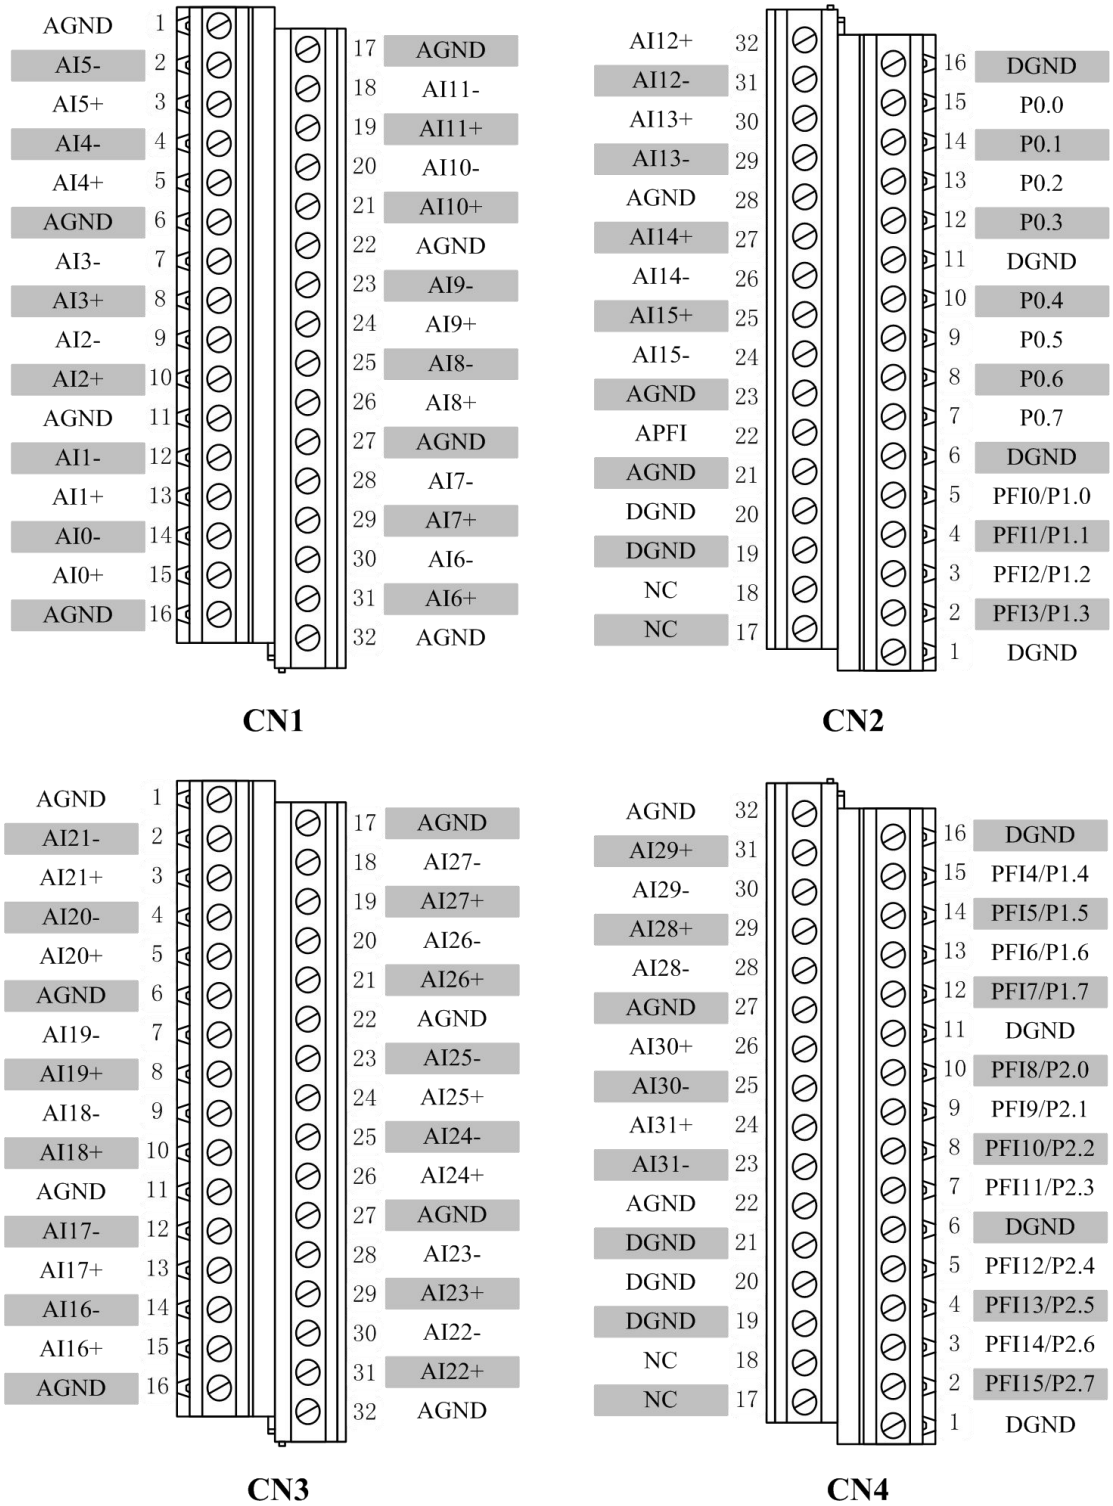 AGND 1
AI5- 2
AI5+ 3
AI4- 4
AI4+ 5
AGND 6
AI3- 7
AI3+ 8
AI2- 9
AI2+ 10
AGND 11
AI1- 12
AI1+ 13
AI0- 14
AI0+ 15
AGND 16
17 AGND
18 AI11-
19 AI11+
20 AI10-
21 AI10+
22 AGND
23 AI9-
24 AI9+
25 AI8-
26 AI8+
27 AGND
28 AI7-
29 AI7+
30 AI6-
31 AI6+
32 AGND
CN1
AI12+ 32
AI12- 31
AI13+ 30
AI13- 29
AGND 28
AI14+ 27
AI14- 26
AI15+ 25
AI15- 24
AGND 23
APFI 22
AGND 21
DGND 20
DGND 19
NC 18
NC 17
16 DGND
15 P0.0
14 P0.1
13 P0.2
12 P0.3
11 DGND
10 P0.4
9 P0.5
8 P0.6
7 P0.7
6 DGND
5 PFI0/P1.0
4 PFI1/P1.1
3 PFI2/P1.2
2 PFI3/P1.3
1 DGND
CN2
AGND 1
AI21- 2
AI21+ 3
AI20- 4
AI20+ 5
AGND 6
AI19- 7
AI19+ 8
AI18- 9
AI18+ 10
AGND 11
AI17- 12
AI17+ 13
AI16- 14
AI16+ 15
AGND 16
17 AGND
18 AI27-
19 AI27+
20 AI26-
21 AI26+
22 AGND
23 AI25-
24 AI25+
25 AI24-
26 AI24+
27 AGND
28 AI23-
29 AI23+
30 AI22-
31 AI22+
32 AGND
CN3
AGND 32
AI29+ 31
AI29- 30
AI28+ 29
AI28- 28
AGND 27
AI30+ 26
AI30- 25
AI31+ 24
AI31- 23
AGND 22
DGND 21
DGND 20
DGND 19
NC 18
NC 17
16 DGND
15 PFI4/P1.4
14 PFI5/P1.5
13 PFI6/P1.6
12 PFI7/P1.7
11 DGND
10 PFI8/P2.0
9 PFI9/P2.1
8 PFI10/P2.2
7 PFI11/P2.3
6 DGND
5 PFI12/P2.4
4 PFI13/P2.5
3 PFI14/P2.6
2 PFI15/P2.7
1 DGND
CN4